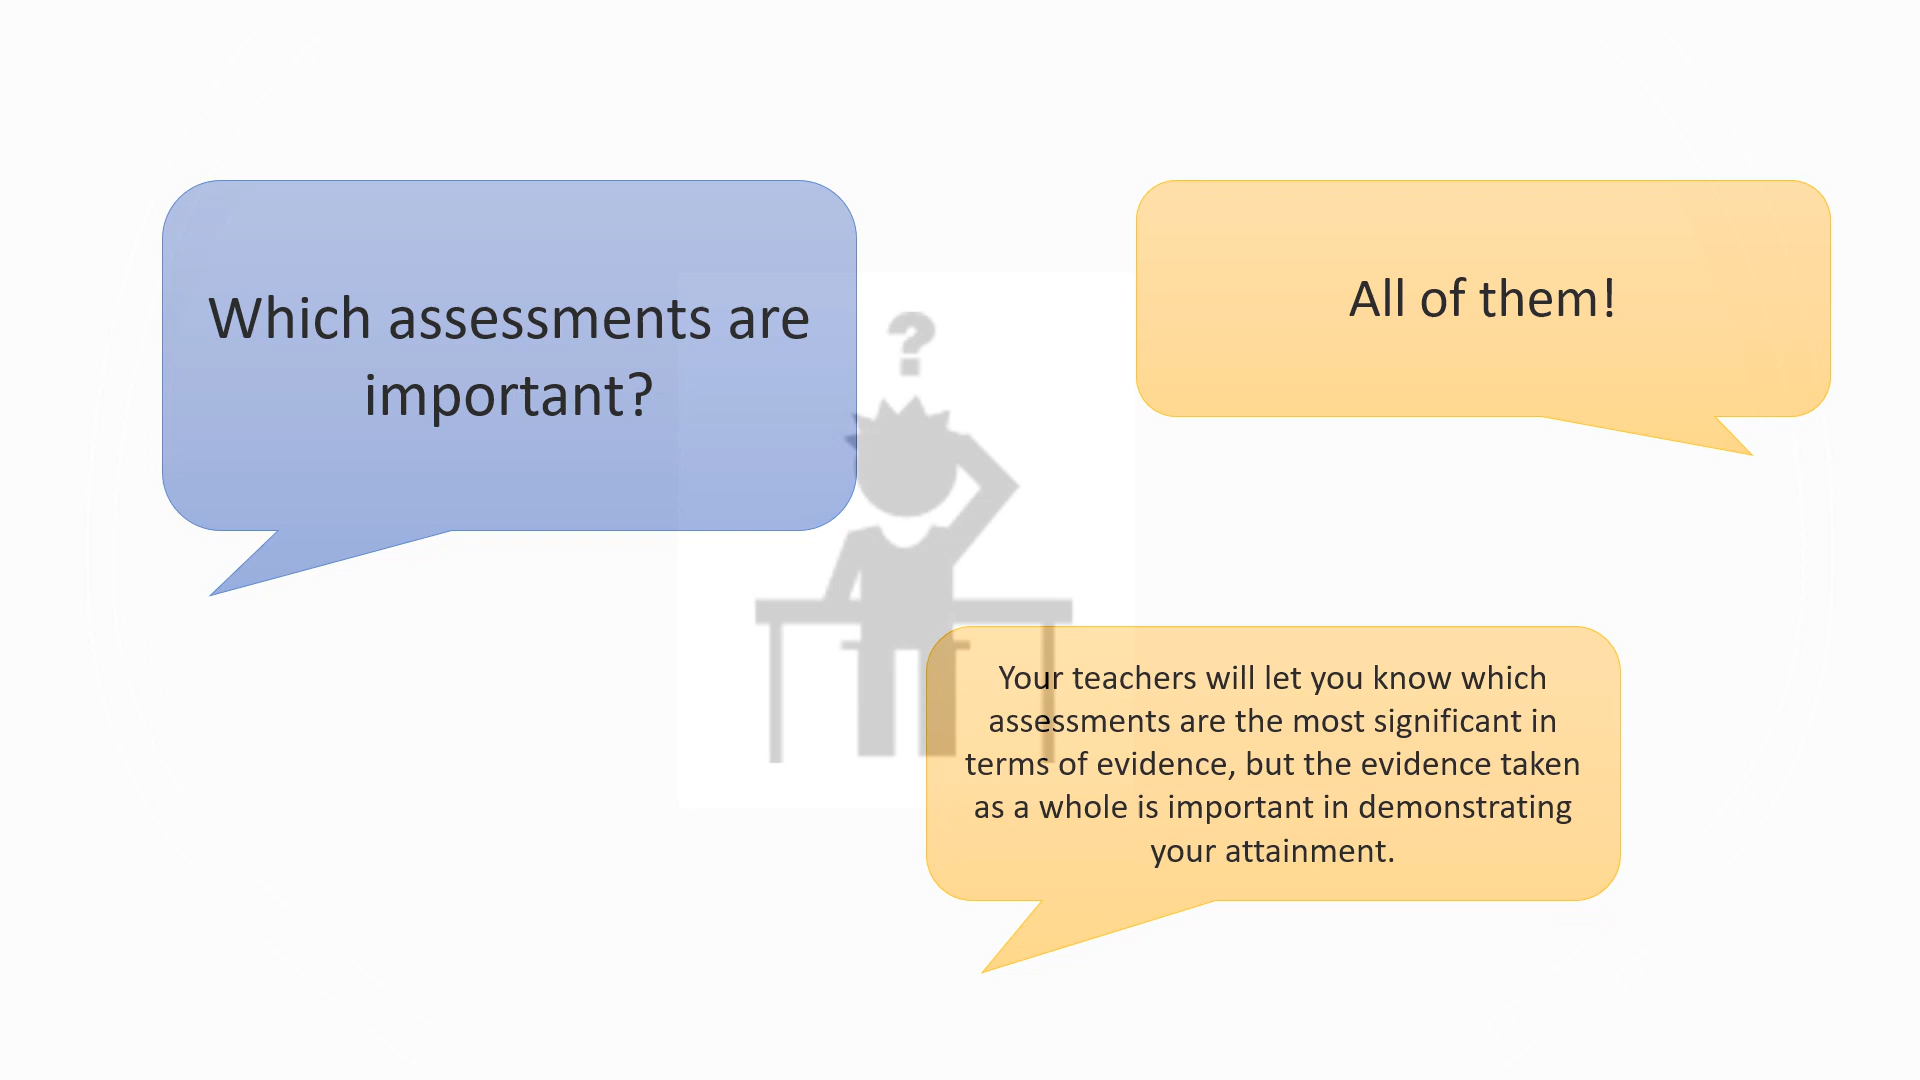 Which assessments are
important?
All of them!
Your teachers will let you know which
assessments are the most significant in
terms of evidence, but the evidence taken
as a whole is important in demonstrating
your attainment.